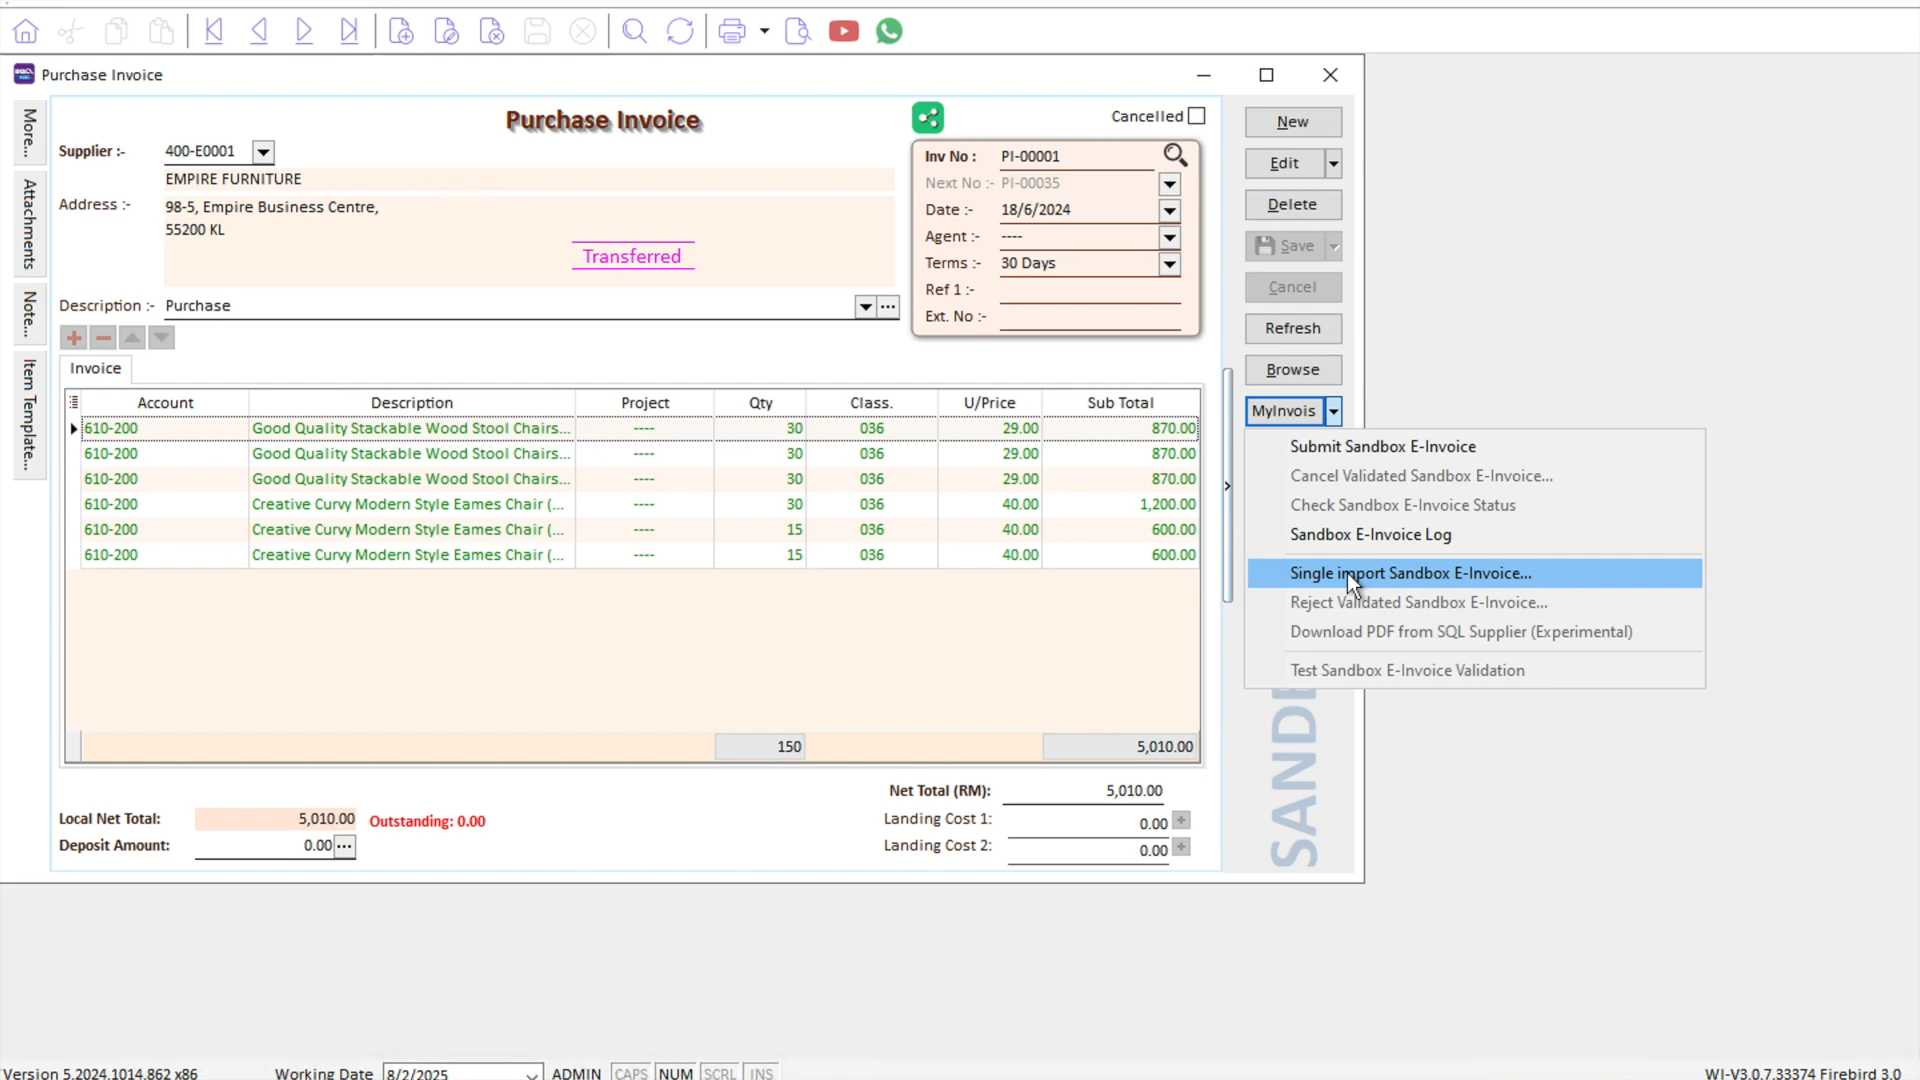 Purchase Invoice
More...
Attachments
Note...
Item Template...
Purchase Invoice
Cancelled
Supplier :- 400-E0001
EMPIRE FURNITURE
Address :- 98-5, Empire Business Centre,
55200 KL
Transferred
Description :- Purchase
Inv No : PI-00001
Next No :- PI-00035
Date :- 18/6/2024
Agent :- ----
Terms :- 30 Days
Ref 1 :-
Ext. No :-
New
Edit
Delete
Save
Cancel
Refresh
Browse
MyInvois
Submit Sandbox E-Invoice
Cancel Validated Sandbox E-Invoice...
Check Sandbox E-Invoice Status
Sandbox E-Invoice Log
Single import Sandbox E-Invoice...
Reject Validated Sandbox E-Invoice...
Download PDF from SQL Supplier (Experimental)
Test Sandbox E-Invoice Validation
Invoice
Account Description Project Qty Class. U/Price Sub Total
610-200 Good Quality Stackable Wood Stool Chairs... ---- 30 036 29.00 870.00
610-200 Good Quality Stackable Wood Stool Chairs... ---- 30 036 29.00 870.00
610-200 Good Quality Stackable Wood Stool Chairs... ---- 30 036 29.00 870.00
610-200 Creative Curvy Modern Style Eames Chair (... ---- 30 036 40.00 1,200.00
610-200 Creative Curvy Modern Style Eames Chair (... ---- 15 036 40.00 600.00
610-200 Creative Curvy Modern Style Eames Chair (... ---- 15 036 40.00 600.00
150 5,010.00
Net Total (RM): 5,010.00
Local Net Total: 5,010.00 Outstanding: 0.00
Landing Cost 1: 0.00
Deposit Amount: 0.00
Landing Cost 2: 0.00
Version 5.2024.1014.862 x86 Working Date 8/2/2025 ADMIN CAPS NUM SCRL INS WI-V3.0.7.33374 Firebird 3.0